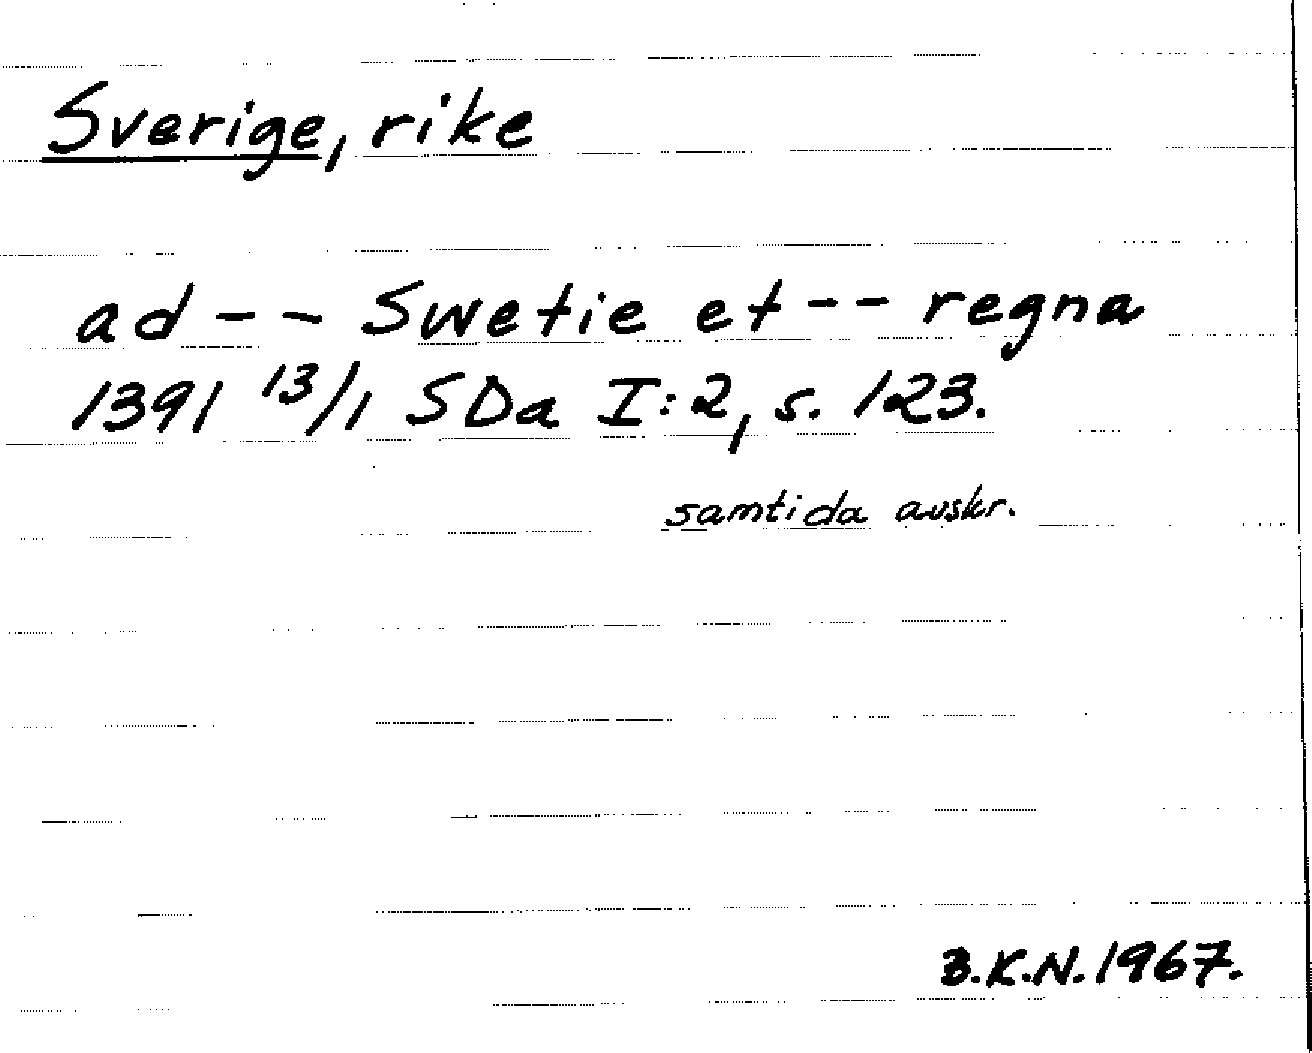 Sverige, rike
ad -- Swetie et -- regna
1391 13/1 SDa I:2, s. 123.
samtida avskr.
B.K.N. 1967.